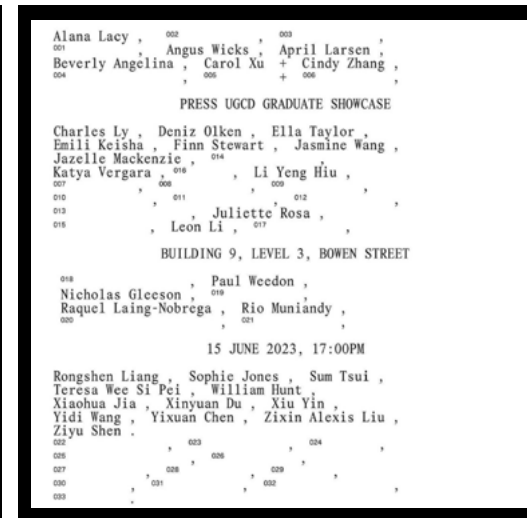 Alana Lacy , 002 , 003 ,
001 , Angus Wicks , April Larsen ,
Beverly Angelina , Carol Xu + Cindy Zhang ,
004 , 005 + 006 ,
PRESS UGCD GRADUATE SHOWCASE
Charles Ly , Deniz Olken , Ella Taylor ,
Emili Keisha , Finn Stewart , Jasmine Wang ,
Jazelle Mackenzie , 014 ,
Katya Vergara , 016 , Li Yeng Hiu ,
007 , 008 , 009 ,
010 , 011 , 012 ,
013 , Juliette Rosa ,
015 , Leon Li , 017 ,
BUILDING 9, LEVEL 3, BOWEN STREET
018 , Paul Weedon ,
Nicholas Gleeson , 019 ,
Raquel Laing-Nobrega , Rio Muniandy ,
020 , 021 ,
15 JUNE 2023, 17:00PM
Rongshen Liang , Sophie Jones , Sum Tsui ,
Teresa Wee Si Pei , William Hunt ,
Xiaohua Jia , Xinyuan Du , Xiu Yin ,
Yidi Wang , Yixuan Chen , Zixin Alexis Liu ,
Ziyu Shen .
022 , 023 , 024 ,
025 , 026 ,
027 , 028 , 029 ,
030 , 031 , 032 ,
033 .